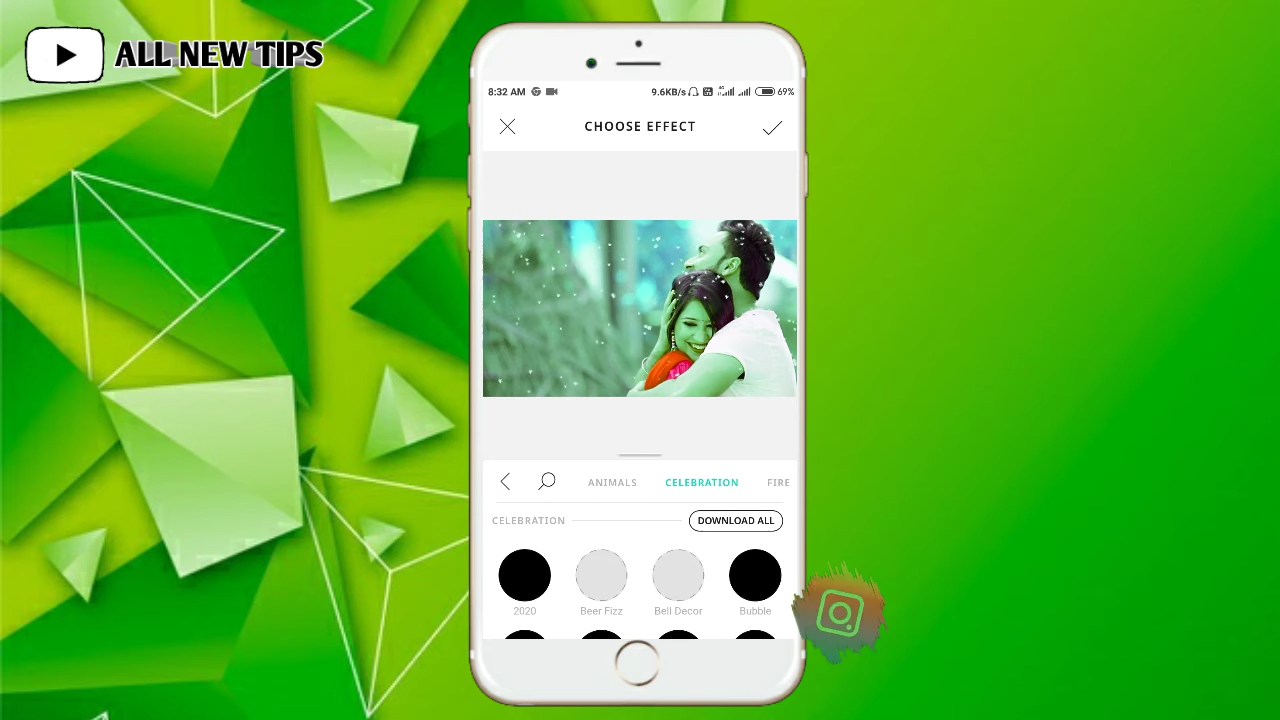 ALL NEW TIPS
8:32 AM 9.6KB/s 4G 69%
CHOOSE EFFECT
ANIMALS CELEBRATION FIRE
CELEBRATION DOWNLOAD ALL
2020 Beer Fizz Bell Decor Bubble